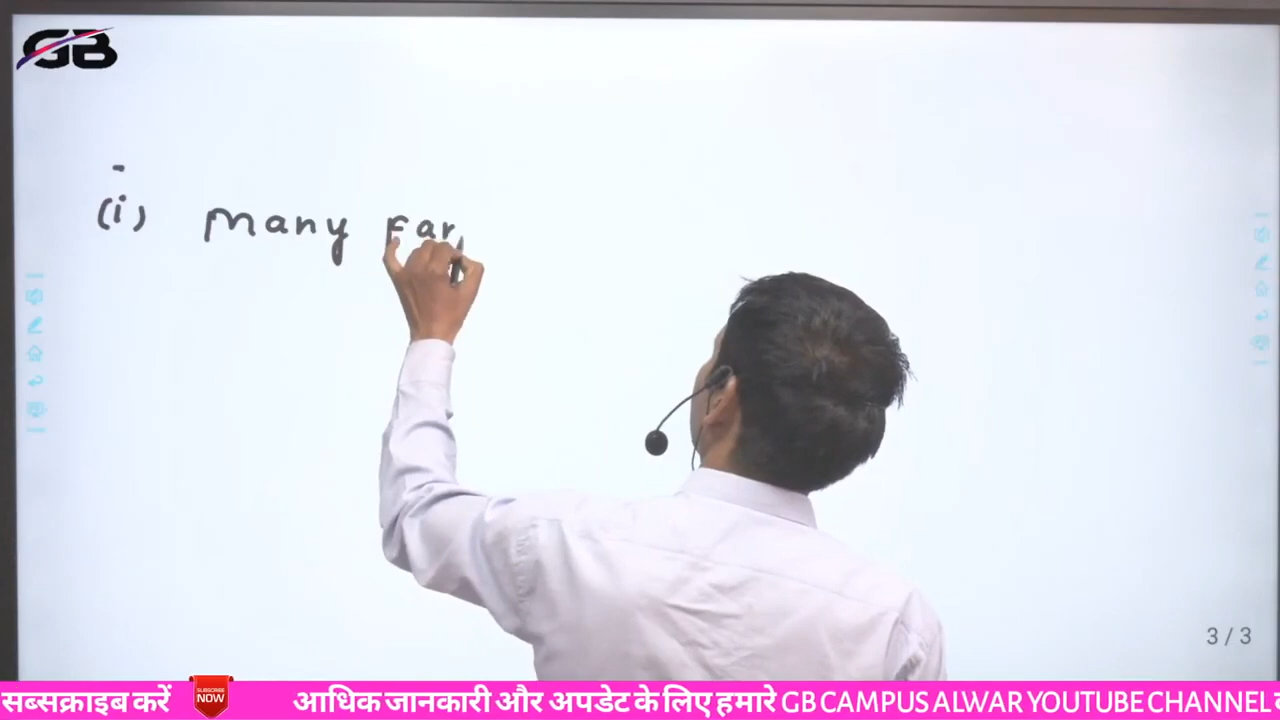 GB
(i) Many Far
3 / 3
सब्सक्राइब करें SUBSCRIBE NOW आधिक जानकारी और अपडेट के लिए हमारे GB CAMPUS ALWAR YOUTUBE CHANNEL